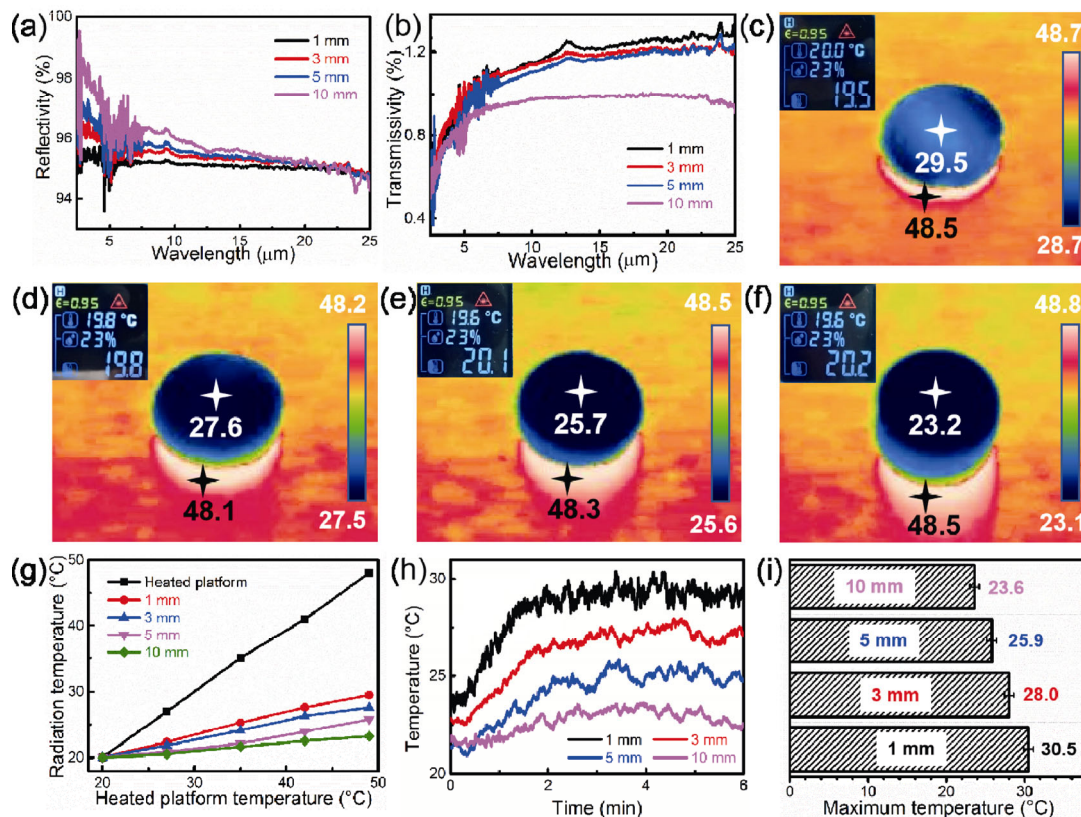 (a)
100
98
96
94
Reflectivity (%)
1 mm
3 mm
5 mm
10 mm
5
10
15
20
25
Wavelength (μm)
(b)
1.2
0.8
0.4
Transmissivity (%)
1 mm
3 mm
5 mm
10 mm
5
10
15
20
25
Wavelength (μm)
(c)
H
ε=0.95
20.0 °C
23%
19.5
29.5
48.5
48.7
28.7
(d)
H
ε=0.95
19.8 °C
23%
19.8
27.6
48.1
48.2
27.5
(e)
H
ε=0.95
19.6 °C
23%
20.1
25.7
48.3
48.5
25.6
(f)
H
ε=0.95
19.6 °C
23%
20.2
23.2
48.5
48.8
23.1
(g)
50
40
30
20
Radiation temperature (°C)
Heated platform
1 mm
3 mm
5 mm
10 mm
20
30
40
50
Heated platform temperature (°C)
(h)
30
25
20
Temperature (°C)
1 mm
3 mm
5 mm
10 mm
0
2
4
6
Time (min)
(i)
10 mm
23.6
5 mm
25.9
3 mm
28.0
1 mm
30.5
0
10
20
30
Maximum temperature (°C)